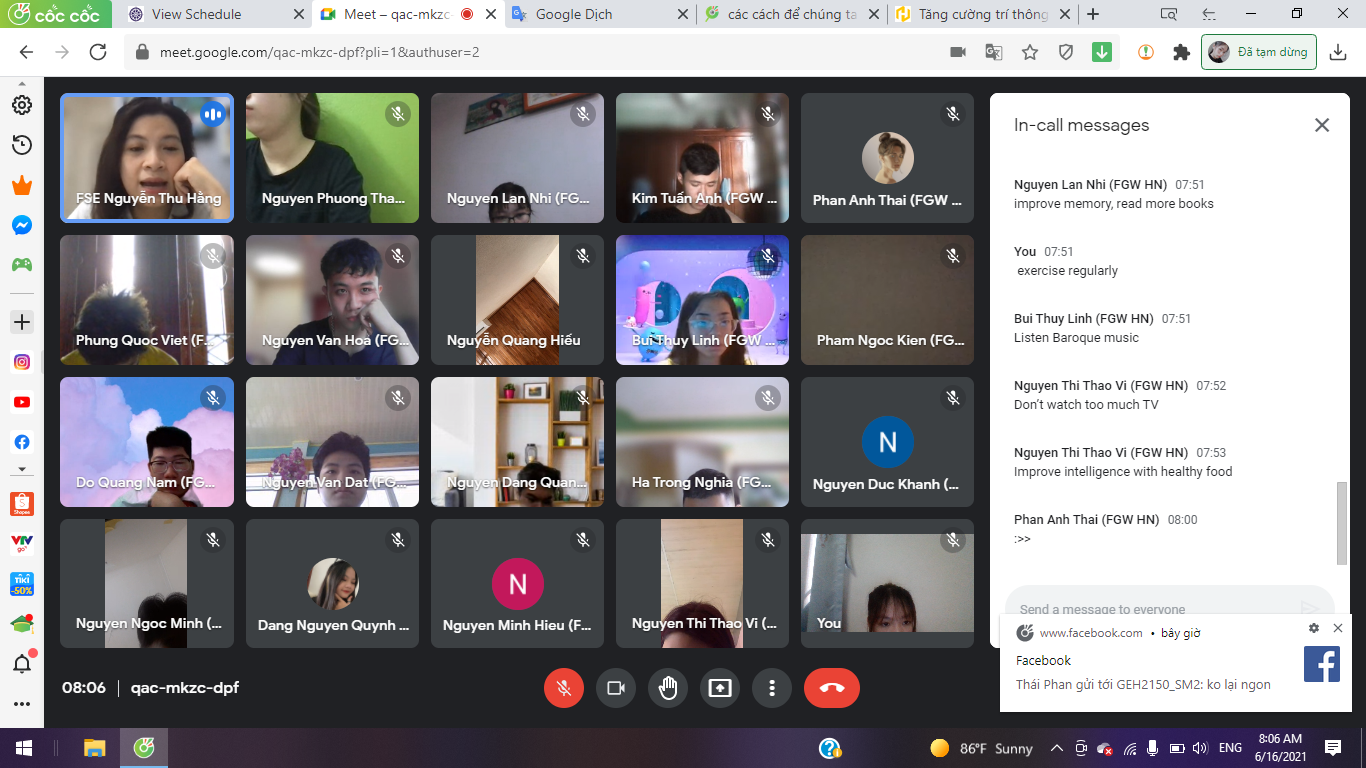 cốc cốc
View Schedule
Meet – qac-mkzc-
Google Dịch
các cách để chúng ta
Tăng cường trí thông
meet.google.com/qac-mkzc-dpf?pli=1&authuser=2
Đã tạm dừng
FSE Nguyễn Thu Hằng
Nguyen Phuong Tha...
Nguyen Lan Nhi (FG...
Kim Tuấn Anh (FGW ...
Phan Anh Thai (FGW ...
Phung Quoc Viet (F...
Nguyen Van Hoa (FG...
Nguyễn Quang Hiếu
Bui Thuy Linh (FGW ...
Pham Ngoc Kien (FG...
Do Quang Nam (FG...
Nguyen Van Dat (FG...
Nguyen Dang Quan...
Ha Trong Nghia (FG...
N
Nguyen Duc Khanh (...
Nguyen Ngoc Minh (...
Dang Nguyen Quynh ...
N
Nguyen Minh Hieu (F...
Nguyen Thi Thao Vi (...
You
In-call messages
Nguyen Lan Nhi (FGW HN) 07:51
improve memory, read more books
You 07:51
exercise regularly
Bui Thuy Linh (FGW HN) 07:51
Listen Baroque music
Nguyen Thi Thao Vi (FGW HN) 07:52
Don't watch too much TV
Nguyen Thi Thao Vi (FGW HN) 07:53
Improve intelligence with healthy food
Phan Anh Thai (FGW HN) 08:00
:>>
Send a message to everyone
www.facebook.com • bây giờ
Facebook
Thái Phan gửi tới GEH2150_SM2: ko lại ngon
Shopee
VTV
go
TIKI
-50%
08:06 | qac-mkzc-dpf
86°F Sunny
ENG
8:06 AM
6/16/2021